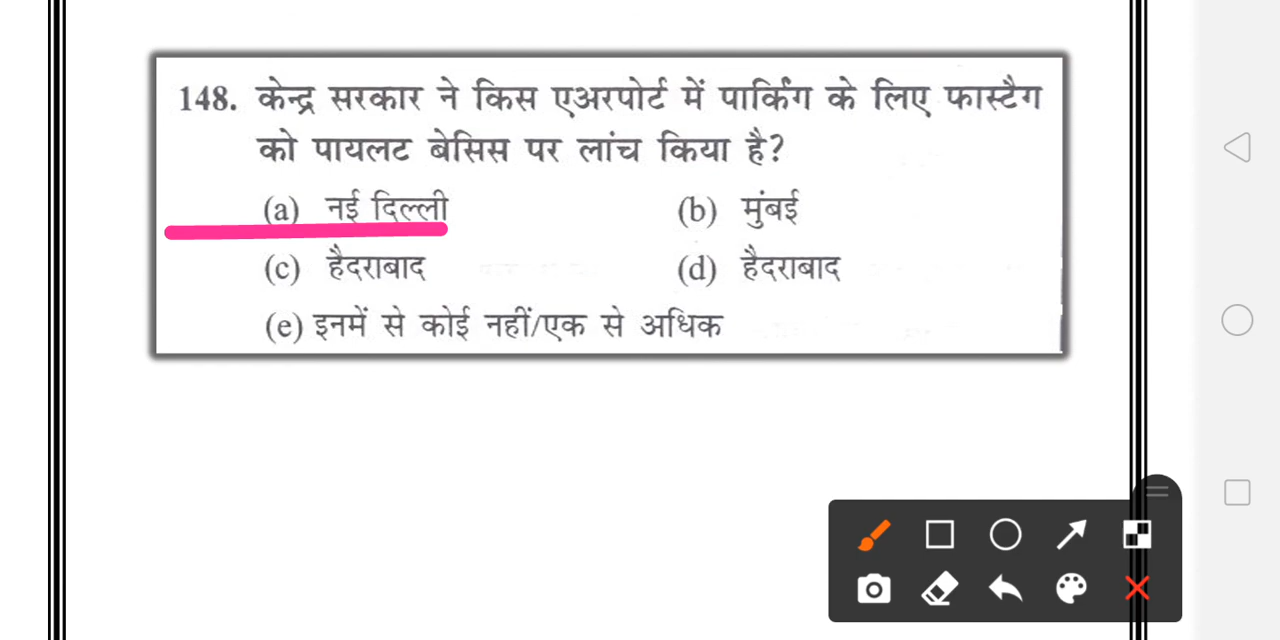 148. केन्द्र सरकार ने किस एअरपोर्ट में पार्किंग के लिए फास्टैग
को पायलट बेसिस पर लांच किया है?
(a) नई दिल्ली (b) मुंबई
(c) हैदराबाद (d) हैदराबाद
(e) इनमें से कोई नहीं/एक से अधिक